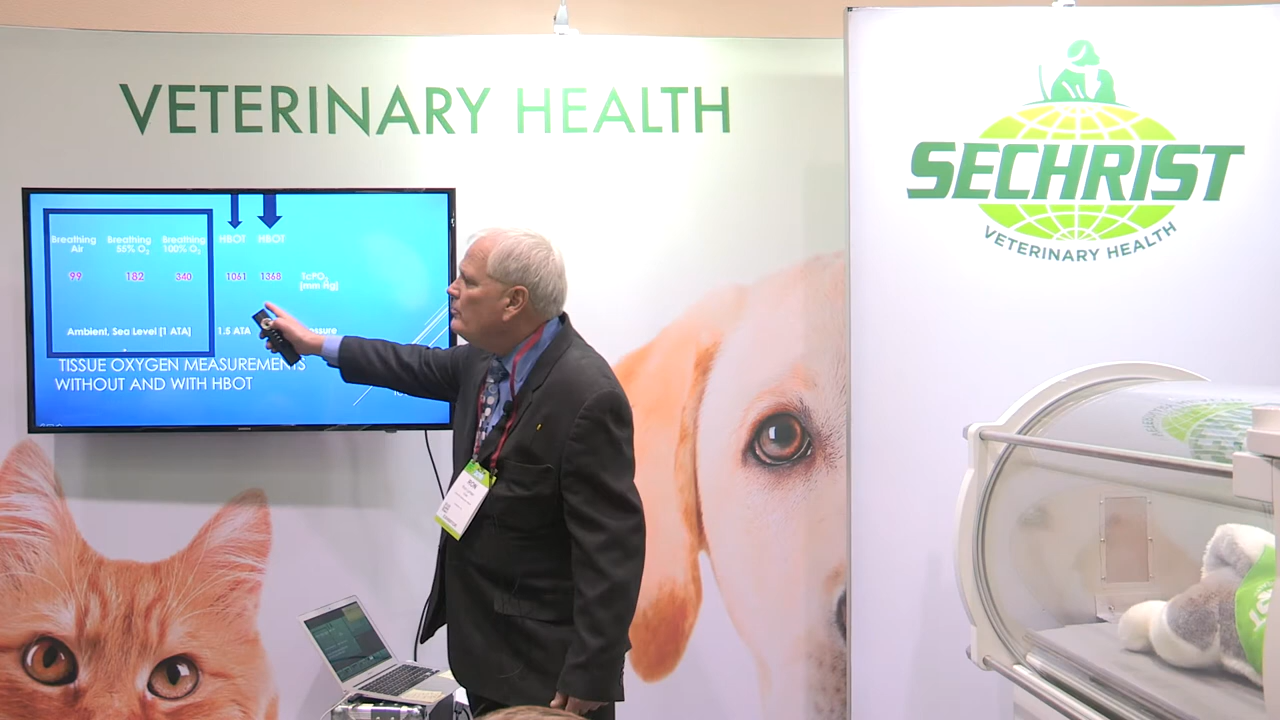 VETERINARY HEALTH
Breathing Air
Breathing 55% O2
Breathing 100% O2
HBOT
HBOT
99
182
340
1061
1368
TcPO2 (mm Hg)
Ambient, Sea Level (1 ATA)
1.5 ATA
TISSUE OXYGEN MEASUREMENTS
WITHOUT AND WITH HBOT
RON
SECHRIST
VETERINARY HEALTH